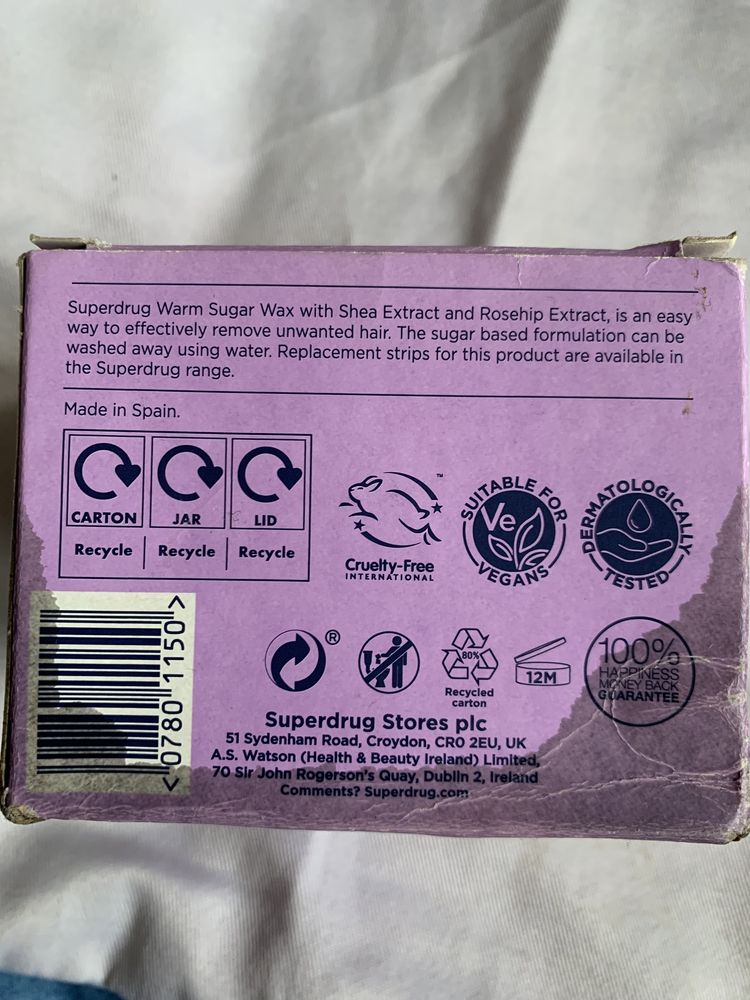 Superdrug Warm Sugar Wax with Shea Extract and Rosehip Extract, is an easy
way to effectively remove unwanted hair. The sugar based formulation can be
washed away using water. Replacement strips for this product are available in
the Superdrug range.
Made in Spain.
CARTON
JAR
LID
Recycle
Recycle
Recycle
TM
Cruelty-Free
INTERNATIONAL
SUITABLE FOR
Ve
VEGANS
DERMATOLOGICALLY
TESTED
<0780 1150>
®
80%
Recycled
carton
12M
100%
HAPPINESS
MONEY BACK
GUARANTEE
Superdrug Stores plc
51 Sydenham Road, Croydon, CR0 2EU, UK
A.S. Watson (Health & Beauty Ireland) Limited,
70 Sir John Rogerson's Quay, Dublin 2, Ireland
Comments? Superdrug.com